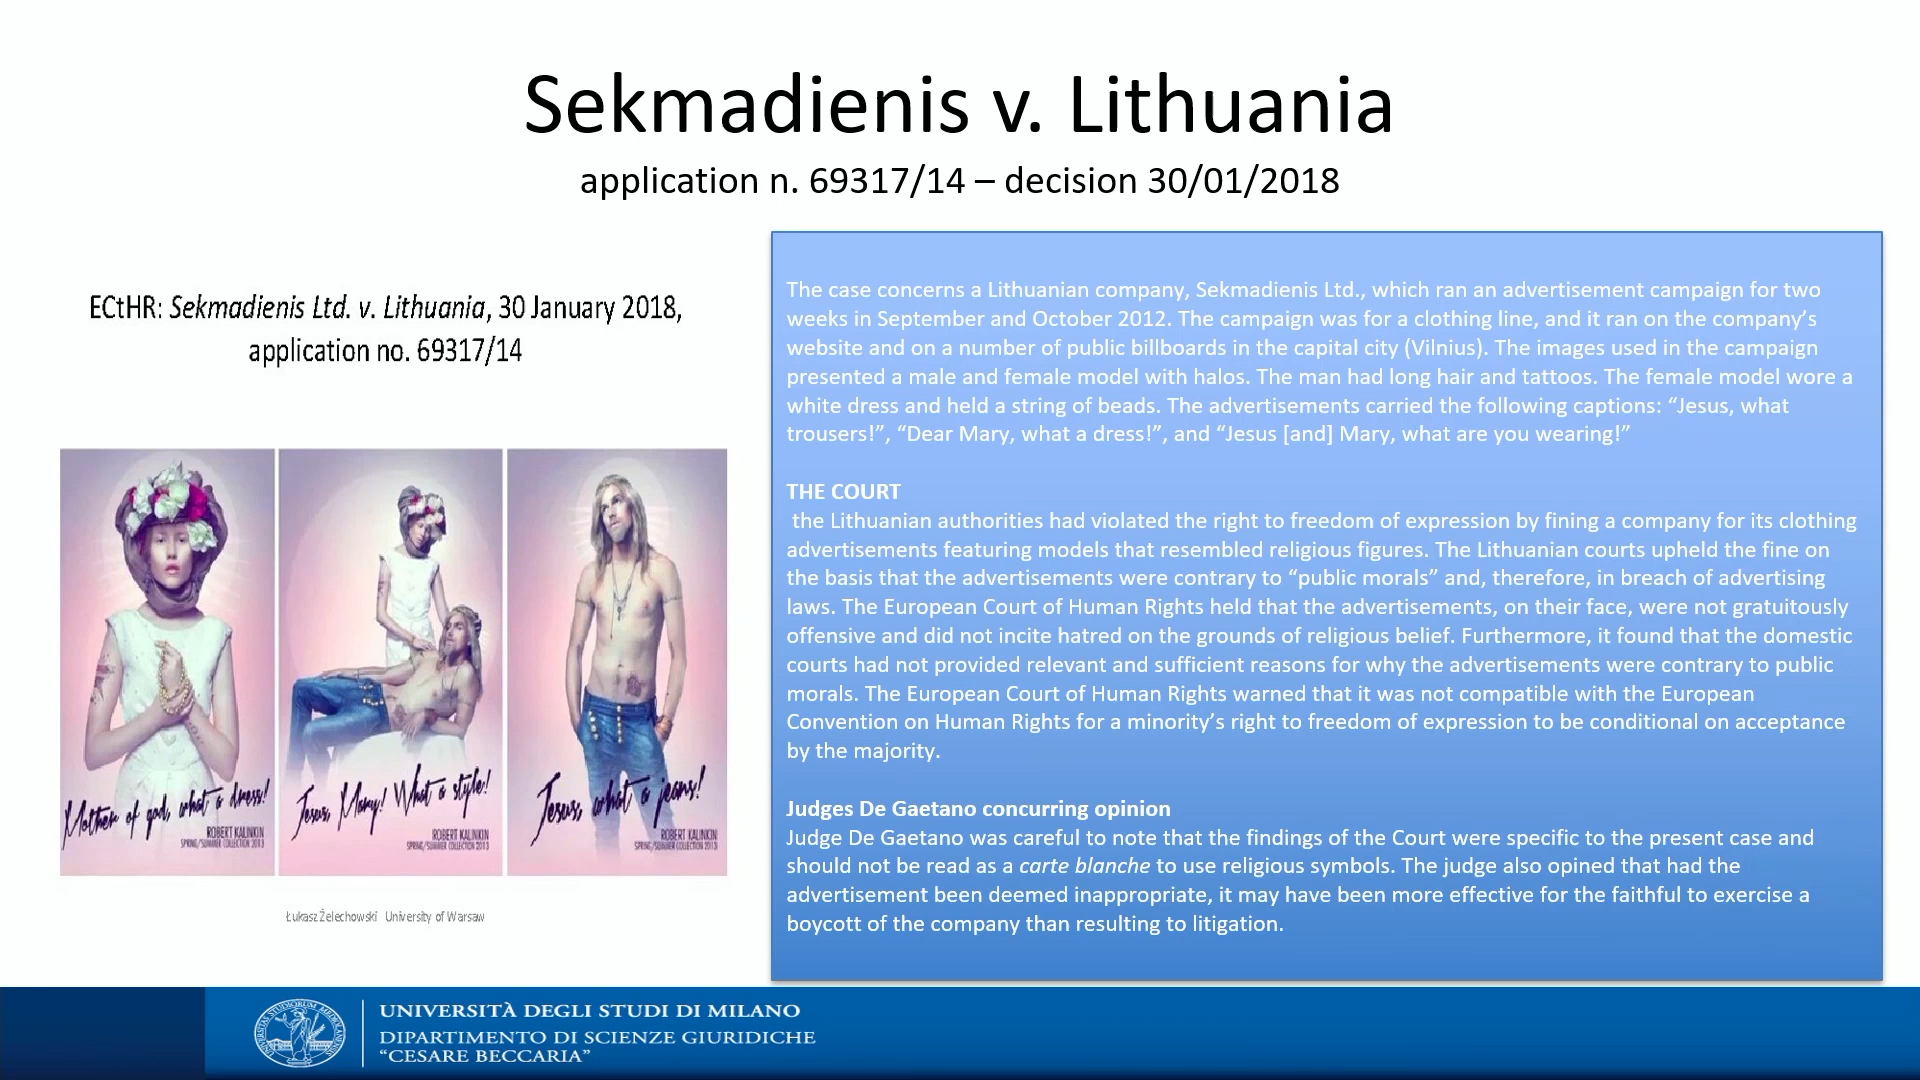 Sekmadienis v. Lithuania
application n. 69317/14 – decision 30/01/2018
ECtHR: Sekmadienis Ltd. v. Lithuania, 30 January 2018,
application no. 69317/14
Mother of god, what a dress!
ROBERT KALINKIN
SPRING/SUMMER COLLECTION 2013
Jesus, Mary! What a style!
ROBERT KALINKIN
SPRING/SUMMER COLLECTION 2013
Jesus, what a jeans!
ROBERT KALINKIN
SPRING/SUMMER COLLECTION 2013
Łukasz Żelechowski University of Warsaw
The case concerns a Lithuanian company, Sekmadienis Ltd., which ran an advertisement campaign for two
weeks in September and October 2012. The campaign was for a clothing line, and it ran on the company’s
website and on a number of public billboards in the capital city (Vilnius). The images used in the campaign
presented a male and female model with halos. The man had long hair and tattoos. The female model wore a
white dress and held a string of beads. The advertisements carried the following captions: “Jesus, what
trousers!”, “Dear Mary, what a dress!”, and “Jesus [and] Mary, what are you wearing!”
THE COURT
the Lithuanian authorities had violated the right to freedom of expression by fining a company for its clothing
advertisements featuring models that resembled religious figures. The Lithuanian courts upheld the fine on
the basis that the advertisements were contrary to “public morals” and, therefore, in breach of advertising
laws. The European Court of Human Rights held that the advertisements, on their face, were not gratuitously
offensive and did not incite hatred on the grounds of religious belief. Furthermore, it found that the domestic
courts had not provided relevant and sufficient reasons for why the advertisements were contrary to public
morals. The European Court of Human Rights warned that it was not compatible with the European
Convention on Human Rights for a minority’s right to freedom of expression to be conditional on acceptance
by the majority.
Judges De Gaetano concurring opinion
Judge De Gaetano was careful to note that the findings of the Court were specific to the present case and
should not be read as a carte blanche to use religious symbols. The judge also opined that had the
advertisement been deemed inappropriate, it may have been more effective for the faithful to exercise a
boycott of the company than resulting to litigation.
UNIVERSITÀ DEGLI STUDI DI MILANO
DIPARTIMENTO DI SCIENZE GIURIDICHE
“CESARE BECCARIA”